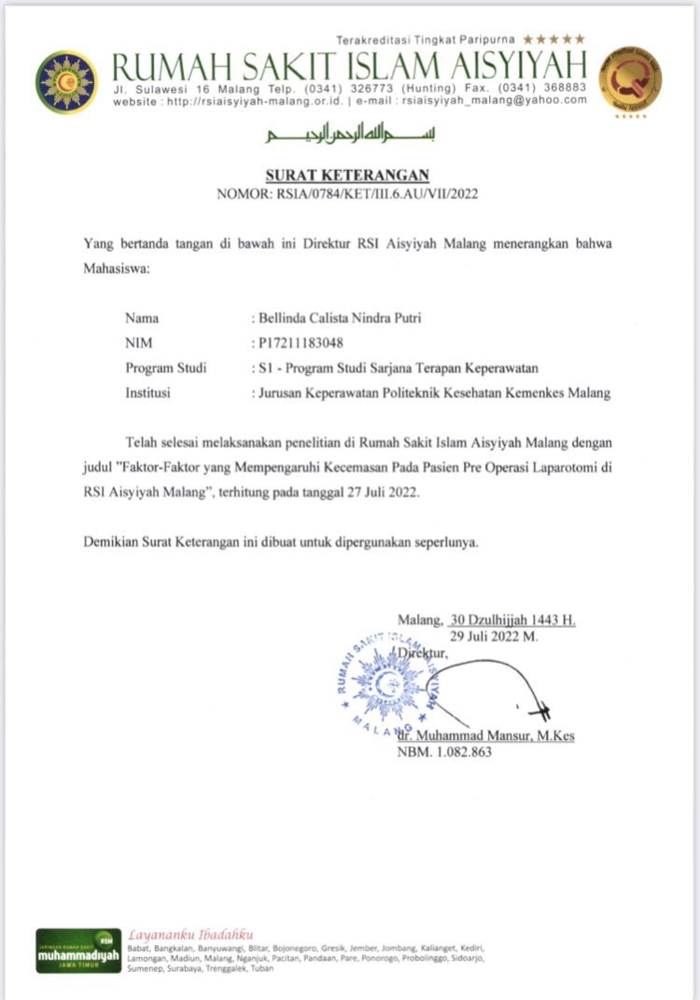 Terakreditasi Tingkat Paripurna
RUMAH SAKIT ISLAM AISYIYAH
Jl. Sulawesi 16 Malang Telp. (0341) 326773 (Hunting) Fax. (0341) 368883
website : http://rsiaisyiyah-malang.or.id. | e-mail : rsiaisyiyah_malang@yahoo.com
بسم الله الرحمن الرحيم
SURAT KETERANGAN
NOMOR: RSIA/0784/KET/III.6.AU/VII/2022
Yang bertanda tangan di bawah ini Direktur RSI Aisyiyah Malang menerangkan bahwa
Mahasiswa:
Nama : Bellinda Calista Nindra Putri
NIM : P17211183048
Program Studi : S1 - Program Studi Sarjana Terapan Keperawatan
Institusi : Jurusan Keperawatan Politeknik Kesehatan Kemenkes Malang
Telah selesai melaksanakan penelitian di Rumah Sakit Islam Aisyiyah Malang dengan
judul ”Faktor-Faktor yang Mempengaruhi Kecemasan Pada Pasien Pre Operasi Laparotomi di
RSI Aisyiyah Malang”, terhitung pada tanggal 27 Juli 2022.
Demikian Surat Keterangan ini dibuat untuk dipergunakan seperlunya.
Malang, 30 Dzulhijjah 1443 H.
29 Juli 2022 M.
Direktur,
RUMAH SAKIT ISLAM AISYIYAH
MALANG
dr. Muhammad Mansur, M.Kes
NBM. 1.082.863
JARINGAN RUMAH SAKIT
RSM
muhammadiyah
JAWA TIMUR
Layananku Ibadahku
Babat, Bangkalan, Banyuwangi, Blitar, Bojonegoro, Gresik, Jember, Jombang, Kalianget, Kediri,
Lamongan, Madiun, Malang, Nganjuk, Pacitan, Pandaan, Pare, Ponorogo, Probolinggo, Sidoarjo,
Sumenep, Surabaya, Trenggalek, Tuban